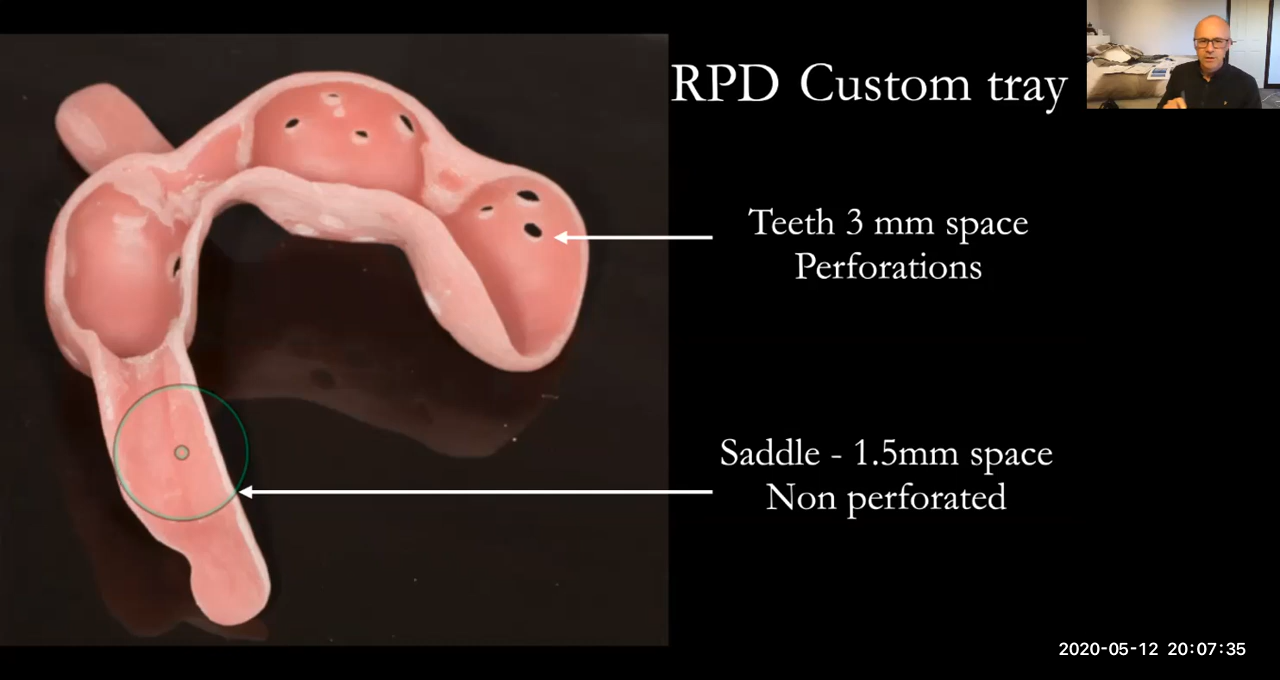 RPD Custom tray
Teeth 3 mm space
Perforations
Saddle - 1.5mm space
Non perforated
2020-05-12 20:07:35